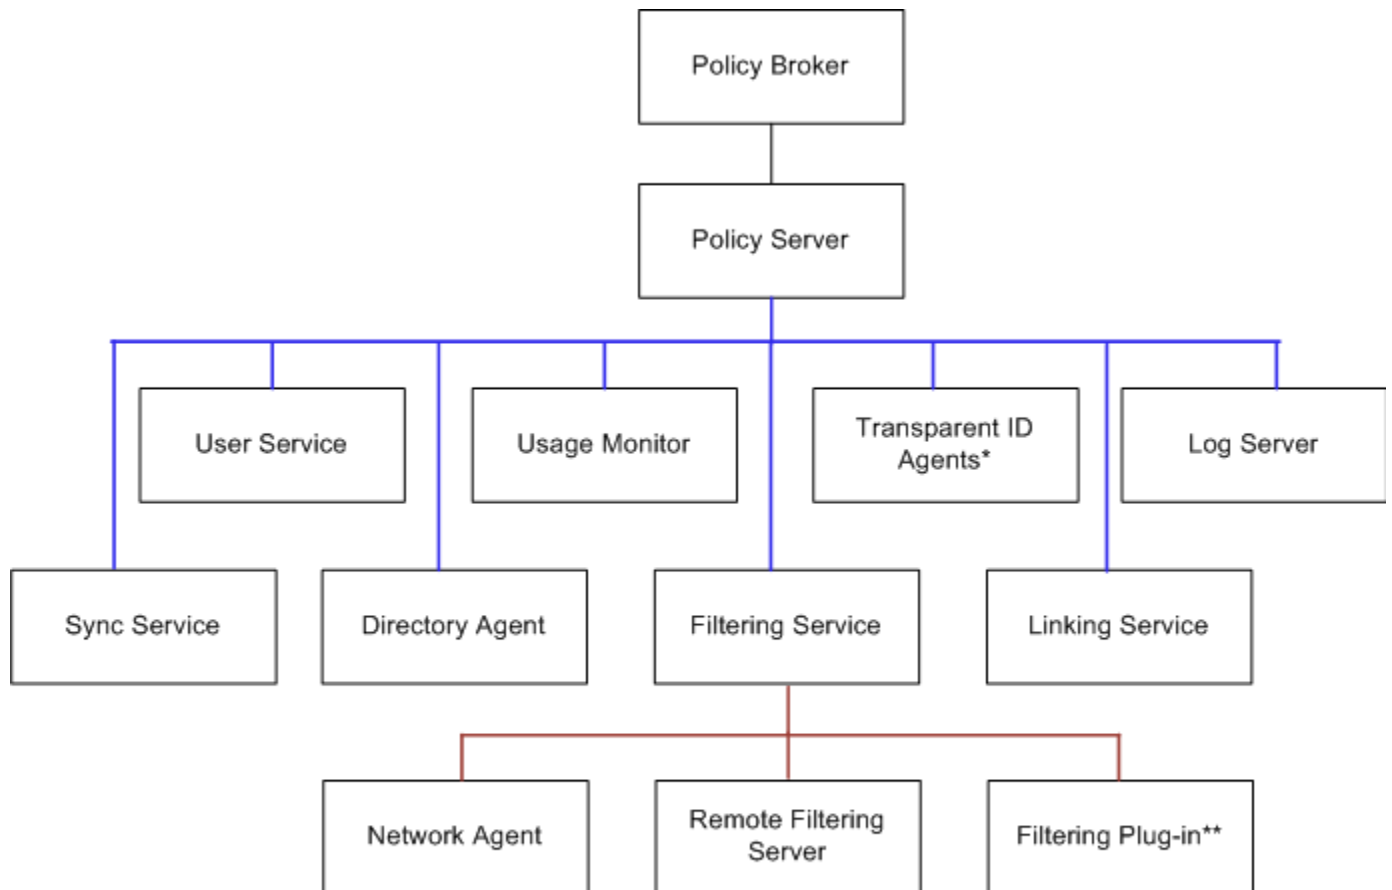 Policy Broker
Policy Server
User Service
Usage Monitor
Transparent ID
Agents*
Log Server
Sync Service
Directory Agent
Filtering Service
Linking Service
Network Agent
Remote Filtering
Server
Filtering Plug-in**